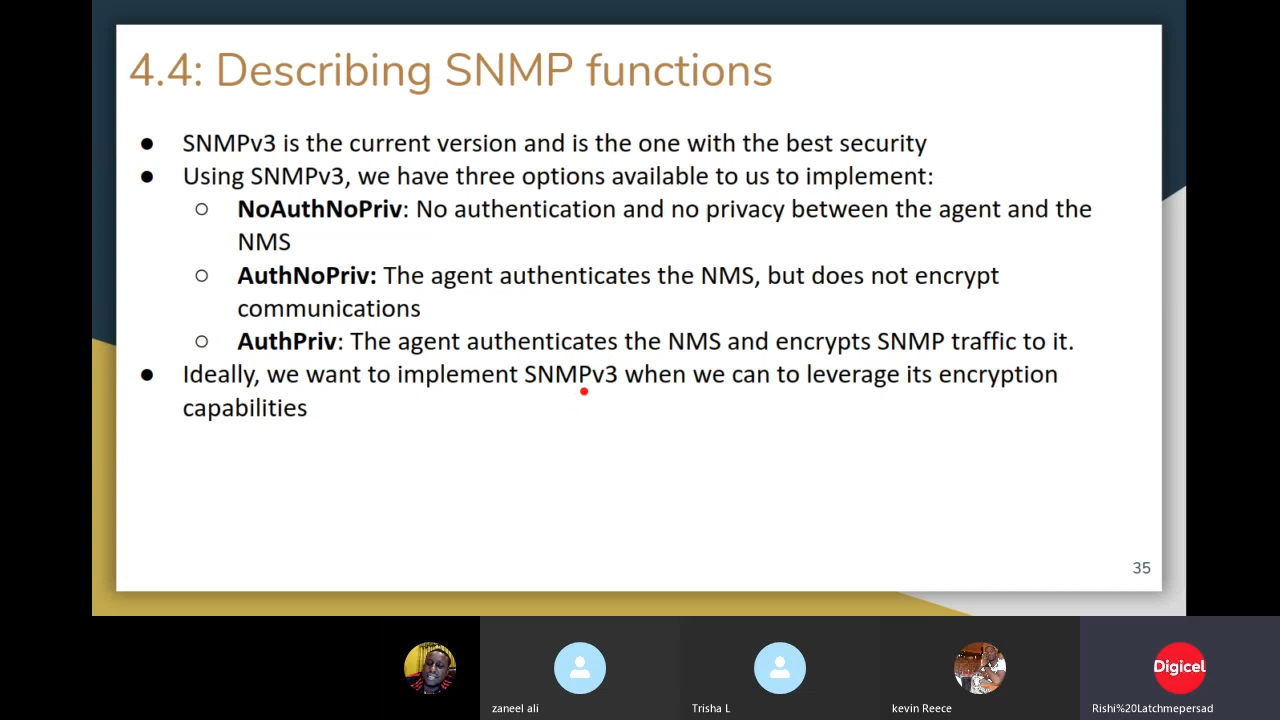 4.4: Describing SNMP functions
● SNMPv3 is the current version and is the one with the best security
● Using SNMPv3, we have three options available to us to implement:
○ NoAuthNoPriv: No authentication and no privacy between the agent and the
NMS
○ AuthNoPriv: The agent authenticates the NMS, but does not encrypt
communications
○ AuthPriv: The agent authenticates the NMS and encrypts SNMP traffic to it.
● Ideally, we want to implement SNMPv3 when we can to leverage its encryption
capabilities
35
Digicel
zaneel ali
Trisha L
kevin Reece
Rishi%20Latchmepersad